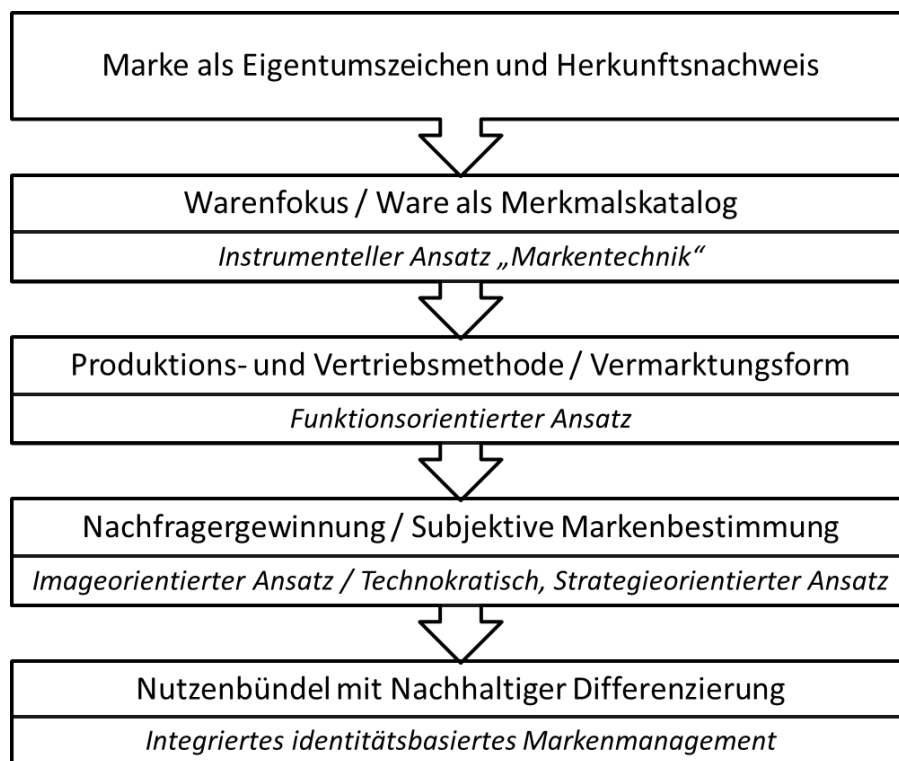 Marke als Eigentumszeichen und Herkunftsnachweis
Warenfokus / Ware als Merkmalskatalog
Instrumenteller Ansatz „Markentechnik“
Produktions- und Vertriebsmethode / Vermarktungsform
Funktionsorientierter Ansatz
Nachfragergewinnung / Subjektive Markenbestimmung
Imageorientierter Ansatz / Technokratisch, Strategieorientierter Ansatz
Nutzenbündel mit Nachhaltiger Differenzierung
Integriertes identitätsbasiertes Markenmanagement